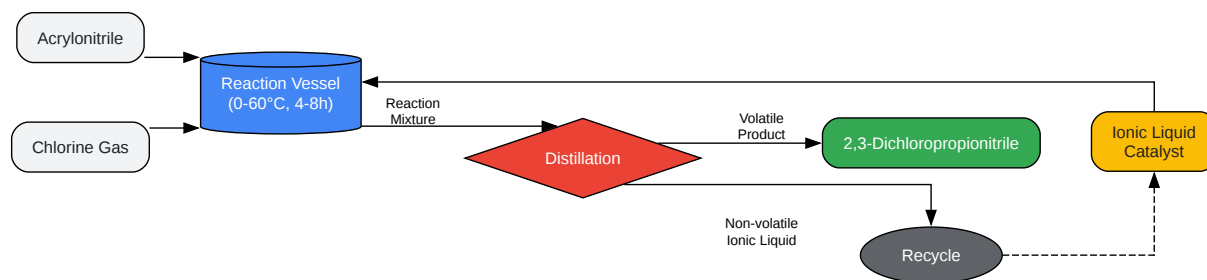 Acrylonitrile
Chlorine Gas
Reaction Vessel
(0-60°C, 4-8h)
Reaction
Mixture
Distillation
Volatile
Product
2,3-Dichloropropionitrile
Ionic Liquid
Catalyst
Non-volatile
Ionic Liquid
Recycle